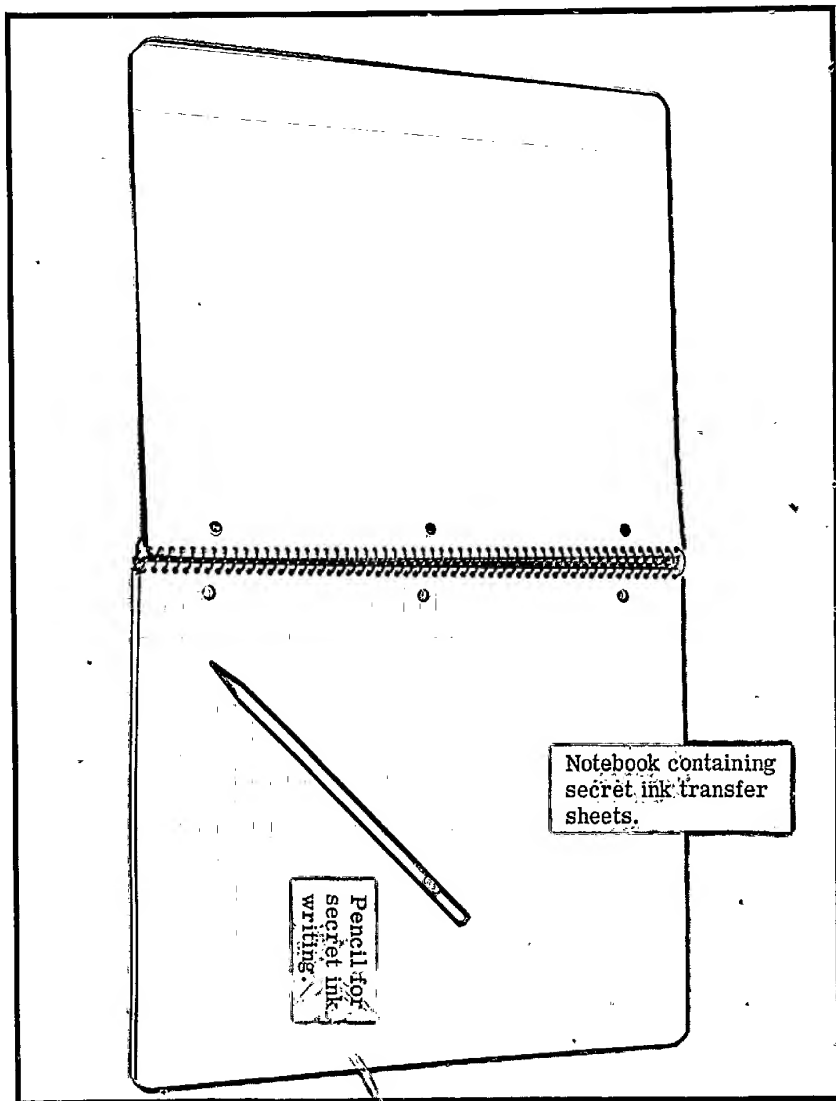 Notebook containing
secret ink transfer
sheets.
Pencil for
secret ink
writing.